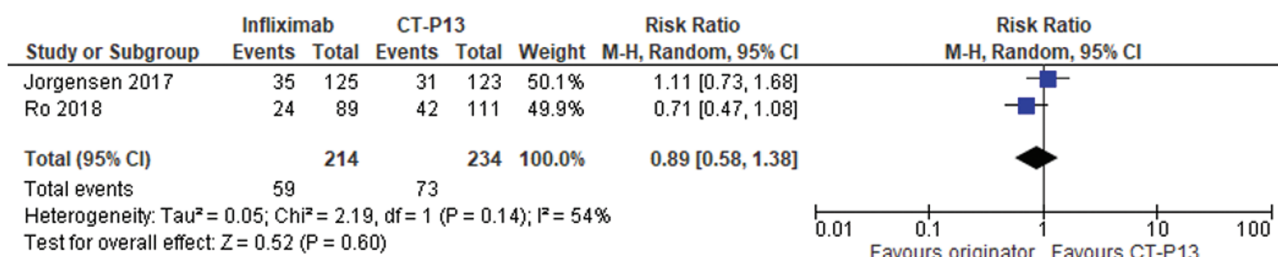 Infliximab CT-P13 Risk Ratio Risk Ratio
Study or Subgroup Events Total Events Total Weight M-H, Random, 95% CI M-H, Random, 95% CI
Jorgensen 2017 35 125 31 123 50.1% 1.11 [0.73, 1.68]
Ro 2018 24 89 42 111 49.9% 0.71 [0.47, 1.08]
Total (95% CI) 214 234 100.0% 0.89 [0.58, 1.38]
Total events 59 73
Heterogeneity: Tau² = 0.05; Chi² = 2.19, df = 1 (P = 0.14); I² = 54%
Test for overall effect: Z = 0.52 (P = 0.60)
0.01 0.1 1 10 100
Favours originator Favours CT-P13